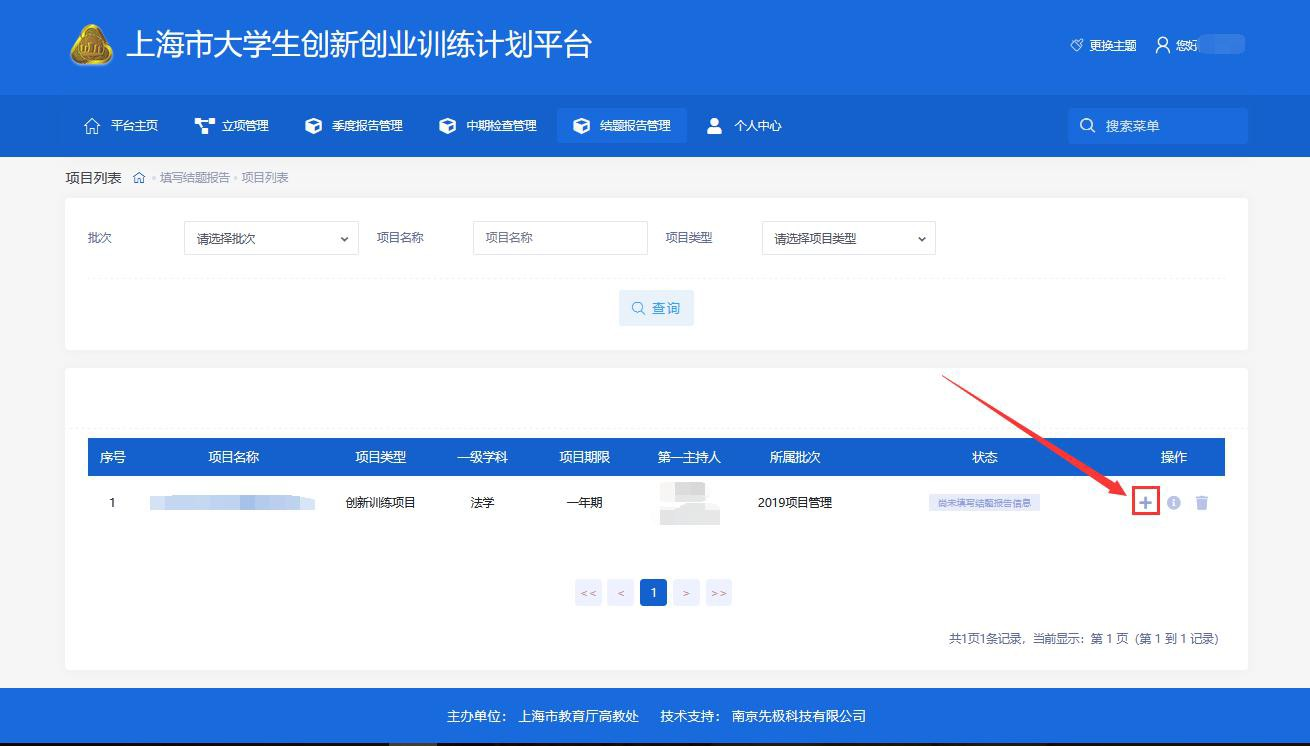 上海市大学生创新创业训练计划平台
更换主题 您好
平台主页 立项管理 季度报告管理 中期检查管理 结题报告管理 个人中心 搜索菜单
项目列表 填写结题报告 项目列表
批次 请选择批次 项目名称 项目名称 项目类型 请选择项目类型
查询
序号 项目名称 项目类型 一级学科 项目期限 第一主持人 所属批次 状态 操作
1 创新训练项目 法学 一年期 2019项目管理 尚未填写结题报告信息
<< < 1 > >>
共1页1条记录，当前显示：第 1 页（第 1 到 1 记录）
主办单位： 上海市教育厅高教处 技术支持： 南京先极科技有限公司